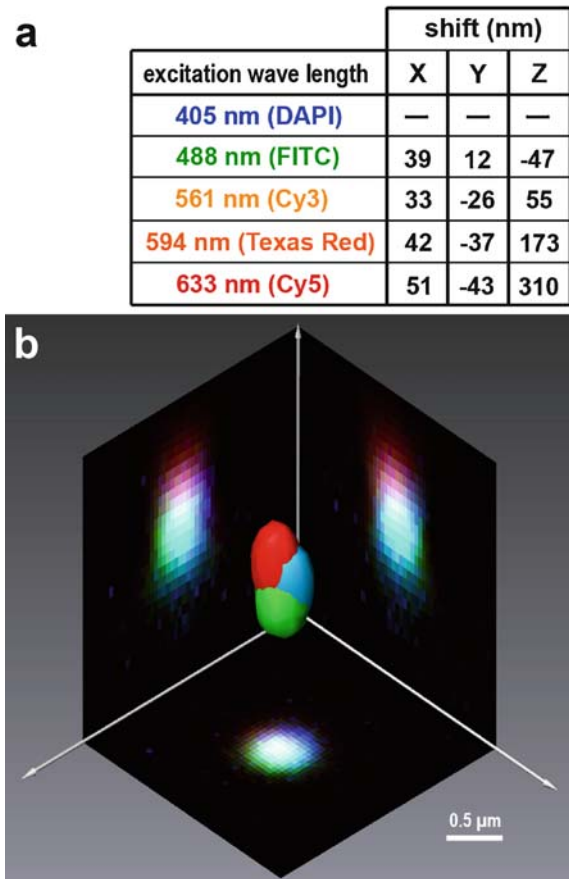 a
shift (nm)
excitation wave length X Y Z
405 nm (DAPI) — — —
488 nm (FITC) 39 12 -47
561 nm (Cy3) 33 -26 55
594 nm (Texas Red) 42 -37 173
633 nm (Cy5) 51 -43 310
b
0.5 µm